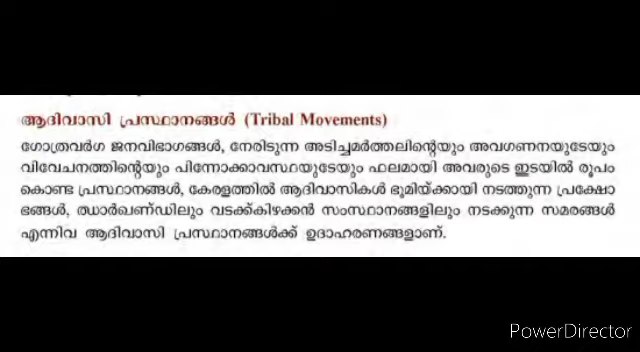 ആദിവാസി പ്രസ്ഥാനങ്ങൾ (Tribal Movements)
ഗോത്രവർഗ ജനവിഭാഗങ്ങൾ, നേരിടുന്ന അടിച്ചമർത്തലിന്റെയും അവഗണനയുടേയും
വിവേചനത്തിന്റെയും പിന്നോക്കാവസ്ഥയുടേയും ഫലമായി അവരുടെ ഇടയിൽ രൂപം
കൊണ്ട പ്രസ്ഥാനങ്ങൾ, കേരളത്തിൽ ആദിവാസികൾ ഭൂമിയ്ക്കായി നടത്തുന്ന പ്രക്ഷോ
ഭങ്ങൾ, ഝാർഖണ്ഡിലും വടക്ക്കിഴക്കൻ സംസ്ഥാനങ്ങളിലും നടക്കുന്ന സമരങ്ങൾ
എന്നിവ ആദിവാസി പ്രസ്ഥാനങ്ങൾക്ക് ഉദാഹരണങ്ങളാണ്.
PowerDirector